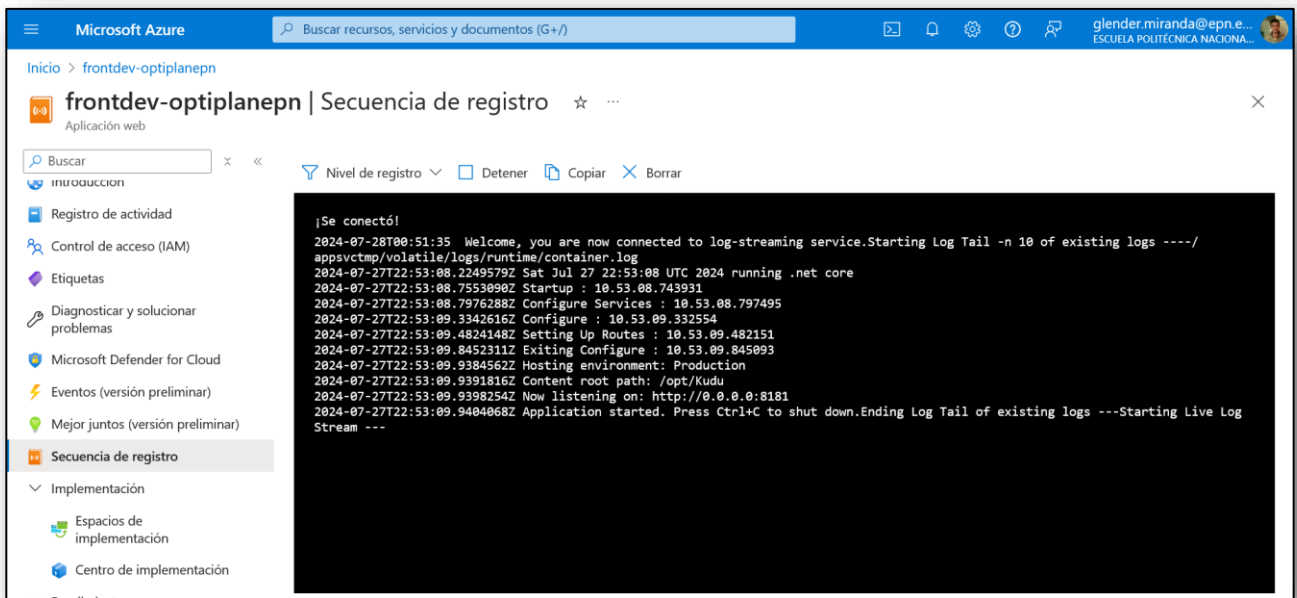 Microsoft Azure
Buscar recursos, servicios y documentos (G+/)
glender.miranda@epn.e...
ESCUELA POLITÉCNICA NACIONA...
Inicio > frontdev-optiplanepn
frontdev-optiplanepn | Secuencia de registro
Aplicación web
Buscar
Nivel de registro
Detener
Copiar
Borrar
Introducción
Registro de actividad
Control de acceso (IAM)
Etiquetas
Diagnosticar y solucionar
problemas
Microsoft Defender for Cloud
Eventos (versión preliminar)
Mejor juntos (versión preliminar)
Secuencia de registro
Implementación
Espacios de
implementación
Centro de implementación
¡Se conectó!
2024-07-28T00:51:35  Welcome, you are now connected to log-streaming service.Starting Log Tail -n 10 of existing logs ----/
appsvctmp/volatile/logs/runtime/container.log
2024-07-27T22:53:08.2249579Z Sat Jul 27 22:53:08 UTC 2024 running .net core
2024-07-27T22:53:08.7553090Z Startup : 10.53.08.743931
2024-07-27T22:53:08.7976288Z Configure Services : 10.53.08.797495
2024-07-27T22:53:09.3342616Z Configure : 10.53.09.332554
2024-07-27T22:53:09.4824148Z Setting Up Routes : 10.53.09.482151
2024-07-27T22:53:09.8452311Z Exiting Configure : 10.53.09.845093
2024-07-27T22:53:09.9384562Z Hosting environment: Production
2024-07-27T22:53:09.9391816Z Content root path: /opt/Kudu
2024-07-27T22:53:09.9398254Z Now listening on: http://0.0.0.0:8181
2024-07-27T22:53:09.9404068Z Application started. Press Ctrl+C to shut down.Ending Log Tail of existing logs ---Starting Live Log
Stream ---